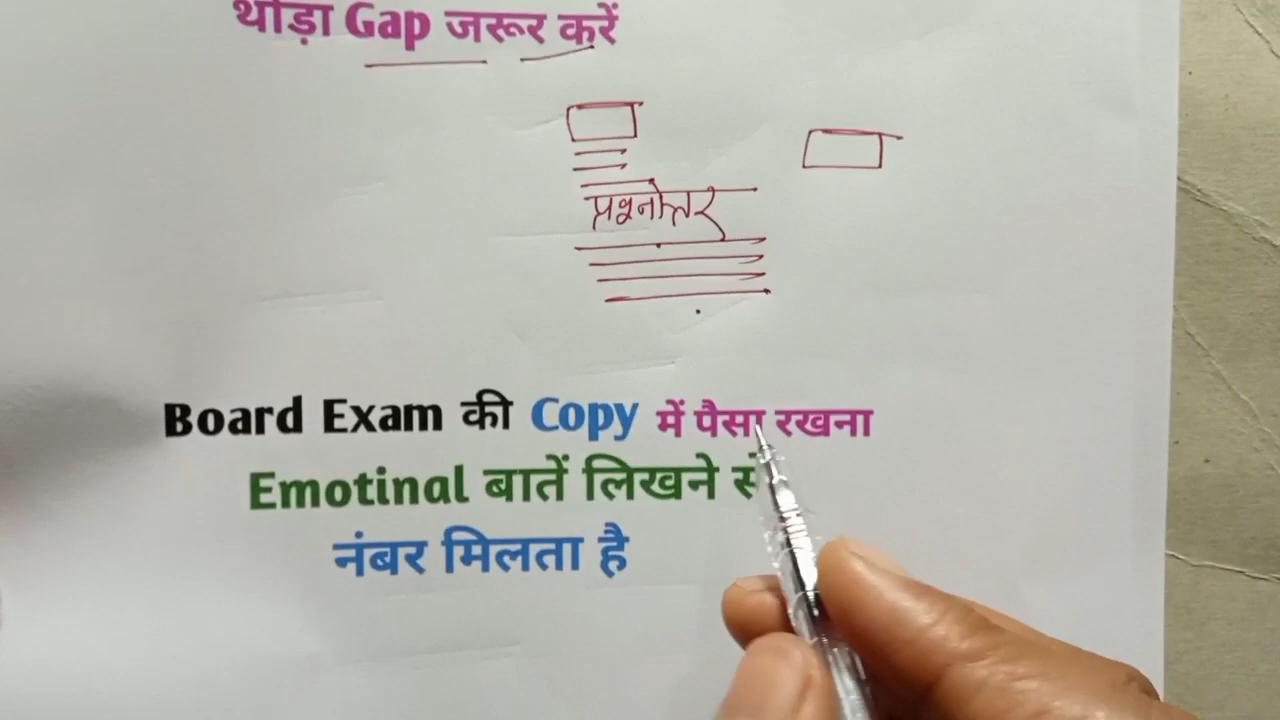 थोड़ा Gap जरूर करें
प्रश्नोत्तर
Board Exam की Copy में पैसा रखना
Emotinal बातें लिखने से
नंबर मिलता है